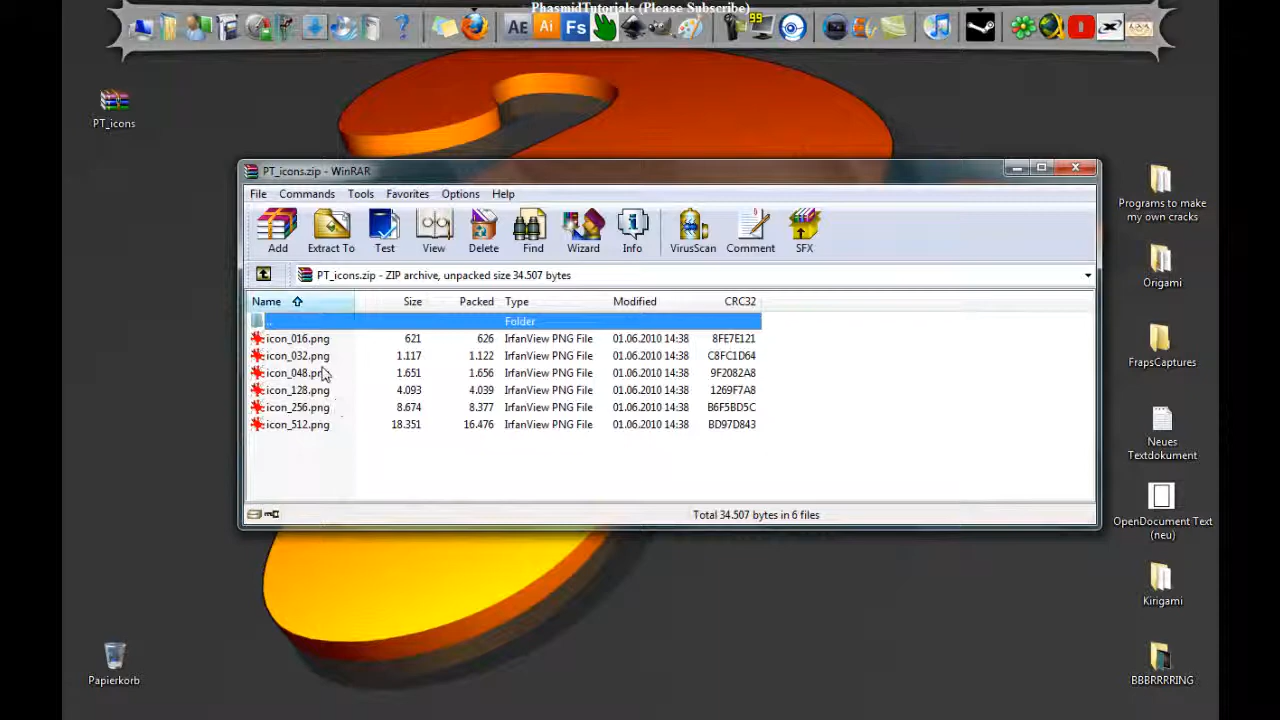 PhasmidTutorials (Please Subscribe)
AE Ai Fs
99
PT_icons
PT_icons.zip - WinRAR
File Commands Tools Favorites Options Help
Add Extract To Test View Delete Find Wizard Info VirusScan Comment SFX
PT_icons.zip - ZIP archive, unpacked size 34.507 bytes
Name Size Packed Type Modified CRC32
.. Folder
icon_016.png 621 626 IrfanView PNG File 01.06.2010 14:38 8FE7E121
icon_032.png 1.117 1.122 IrfanView PNG File 01.06.2010 14:38 C8FC1D64
icon_048.png 1.651 1.656 IrfanView PNG File 01.06.2010 14:38 9F2082A8
icon_128.png 4.093 4.039 IrfanView PNG File 01.06.2010 14:38 1269F7A8
icon_256.png 8.674 8.377 IrfanView PNG File 01.06.2010 14:38 B6F5BD5C
icon_512.png 18.351 16.476 IrfanView PNG File 01.06.2010 14:38 BD97D843
Total 34.507 bytes in 6 files
Programs to make
my own cracks
Origami
FrapsCaptures
Neues
Textdokument
OpenDocument Text
(neu)
Kirigami
BBBRRRRING
Papierkorb